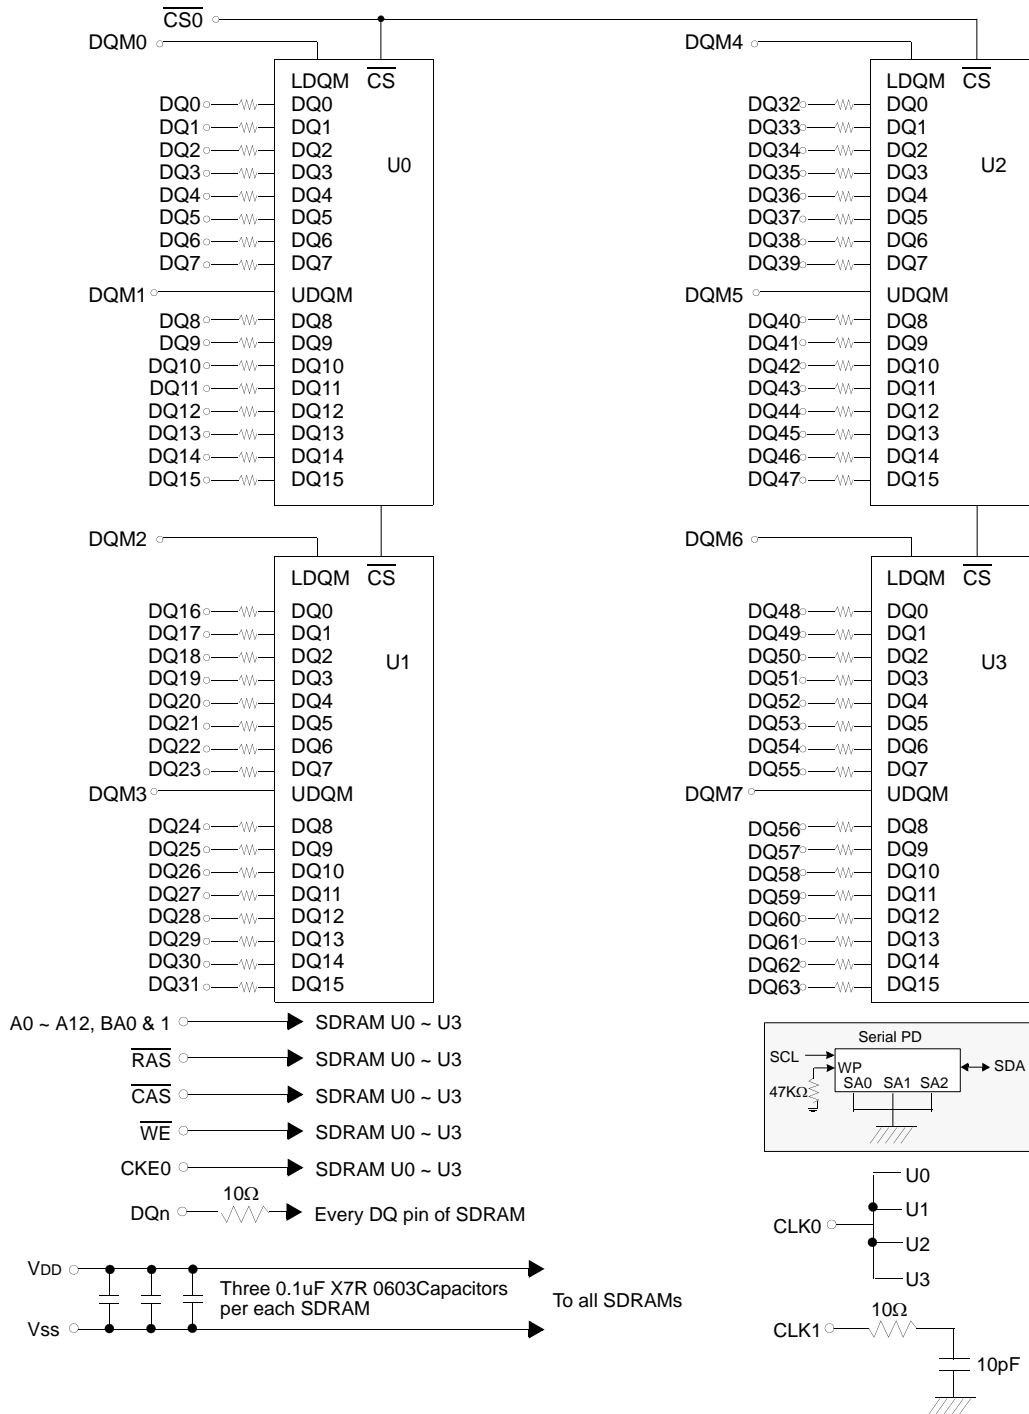 CS0
DQM0
LDQM CS
DQ0 DQ0
DQ1 DQ1
DQ2 DQ2
U0
DQ3 DQ3
DQ4 DQ4
DQ5 DQ5
DQ6 DQ6
DQ7 DQ7
DQM1 UDQM
DQ8 DQ8
DQ9 DQ9
DQ10 DQ10
DQ11 DQ11
DQ12 DQ12
DQ13 DQ13
DQ14 DQ14
DQ15 DQ15
DQM2
LDQM CS
DQ16 DQ0
DQ17 DQ1
DQ18 DQ2
U1
DQ19 DQ3
DQ20 DQ4
DQ21 DQ5
DQ22 DQ6
DQ23 DQ7
DQM3 UDQM
DQ24 DQ8
DQ25 DQ9
DQ26 DQ10
DQ27 DQ11
DQ28 DQ12
DQ29 DQ13
DQ30 DQ14
DQ31 DQ15
DQM4
LDQM CS
DQ32 DQ0
DQ33 DQ1
DQ34 DQ2
U2
DQ35 DQ3
DQ36 DQ4
DQ37 DQ5
DQ38 DQ6
DQ39 DQ7
DQM5 UDQM
DQ40 DQ8
DQ41 DQ9
DQ42 DQ10
DQ43 DQ11
DQ44 DQ12
DQ45 DQ13
DQ46 DQ14
DQ47 DQ15
DQM6
LDQM CS
DQ48 DQ0
DQ49 DQ1
DQ50 DQ2
U3
DQ51 DQ3
DQ52 DQ4
DQ53 DQ5
DQ54 DQ6
DQ55 DQ7
DQM7 UDQM
DQ56 DQ8
DQ57 DQ9
DQ58 DQ10
DQ59 DQ11
DQ60 DQ12
DQ61 DQ13
DQ62 DQ14
DQ63 DQ15
A0 ~ A12, BA0 & 1 SDRAM U0 ~ U3
RAS SDRAM U0 ~ U3
CAS SDRAM U0 ~ U3
WE SDRAM U0 ~ U3
CKE0 SDRAM U0 ~ U3
10Ω
DQn Every DQ pin of SDRAM
VDD
Three 0.1uF X7R 0603Capacitors
per each SDRAM
To all SDRAMs
Vss
Serial PD
SCL
WP
SDA
47KΩ
SA0 SA1 SA2
U0
U1
CLK0
U2
U3
10Ω
CLK1
10pF